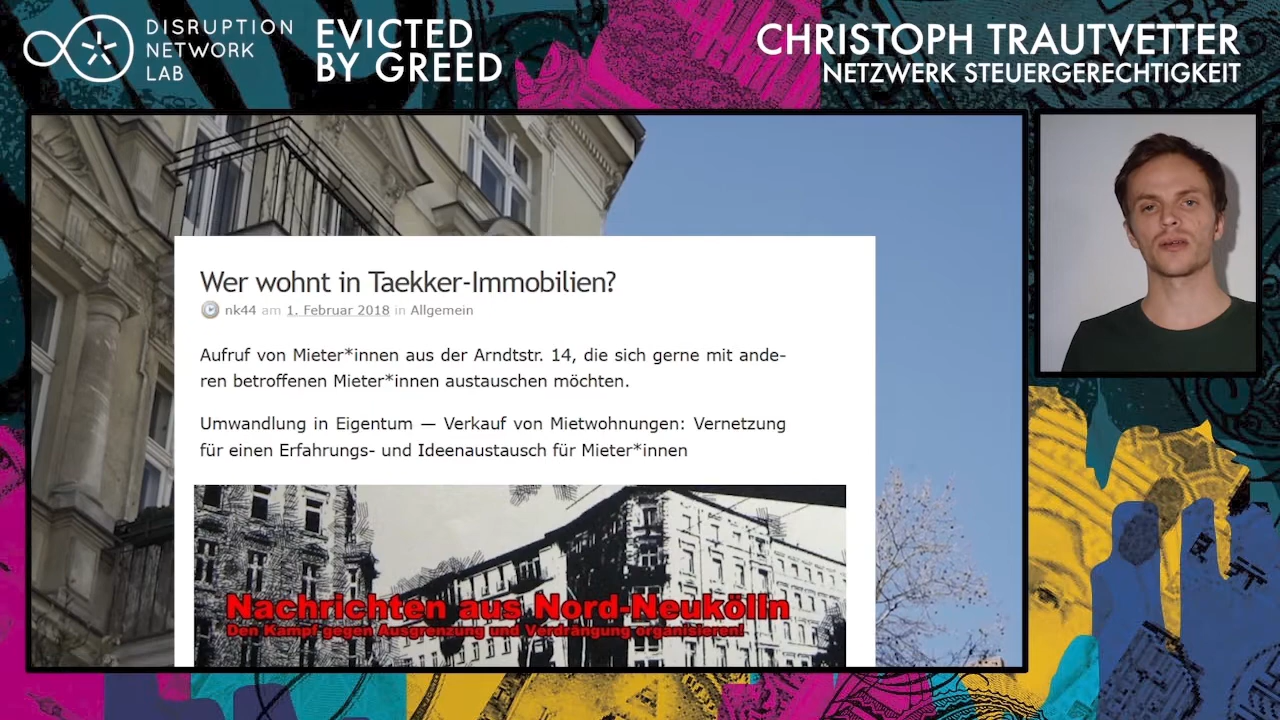 DISRUPTION
NETWORK
LAB
EVICTED
BY GREED
CHRISTOPH TRAUTVETTER
NETZWERK STEUERGERECHTIGKEIT
Wer wohnt in Taekker-Immobilien?
nk44 am 1. Februar 2018 in Allgemein
Aufruf von Mieter*innen aus der Arndtstr. 14, die sich gerne mit ande-
ren betroffenen Mieter*innen austauschen möchten.
Umwandlung in Eigentum — Verkauf von Mietwohnungen: Vernetzung
für einen Erfahrungs- und Ideenaustausch für Mieter*innen
Nachrichten aus Nord-Neukölln
Den Kampf gegen Ausgrenzung und Verdrängung organisieren!